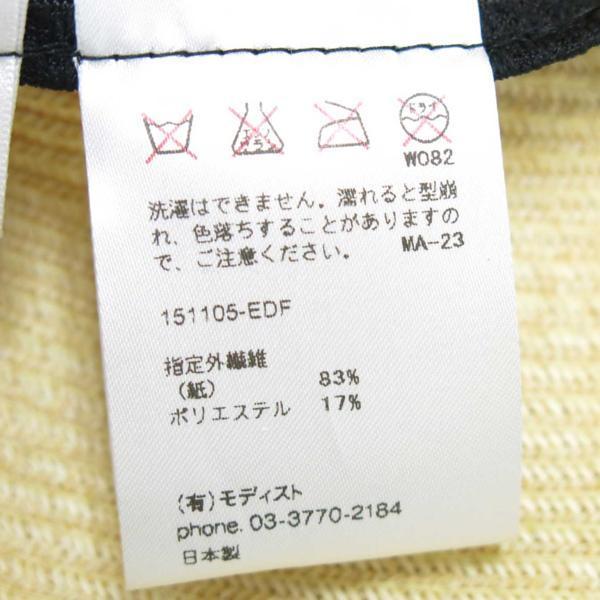 エンソ サラシ
ドライ
W082
洗濯はできません。濡れると型崩
れ、色落ちすることがありますの
で、ご注意ください。 MA-23
151105-EDF
指定外繊維
(紙) 83%
ポリエステル 17%
(有)モディスト
phone. 03-3770-2184
日本製